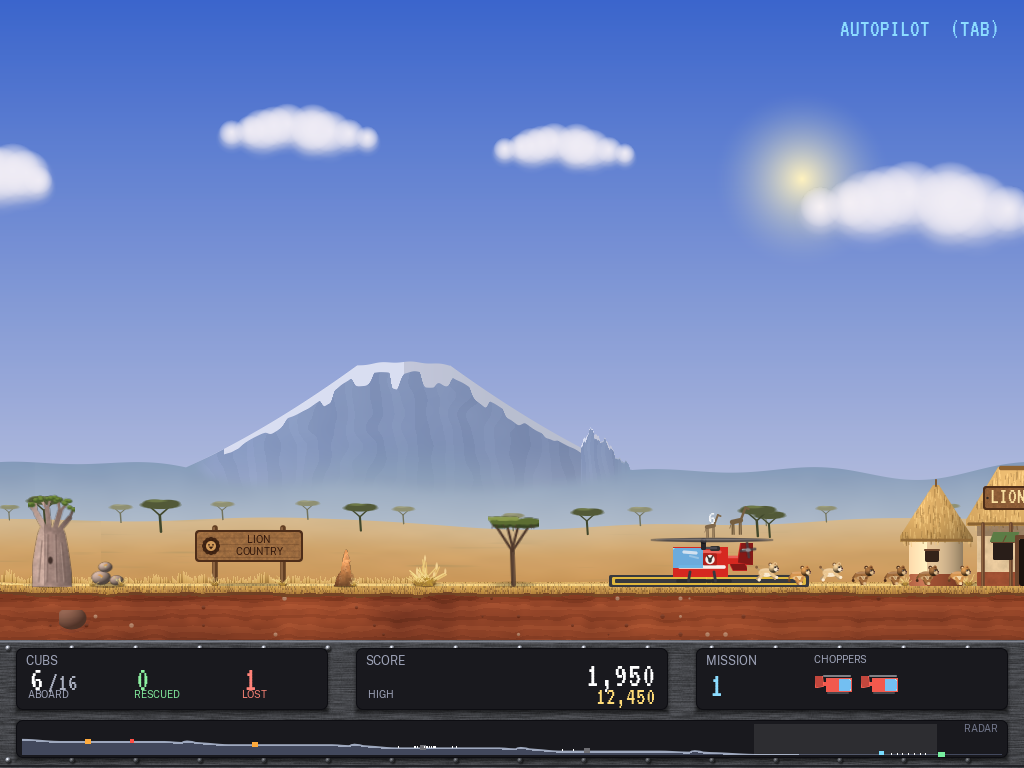 AUTOPILOT (TAB)
LION
LION
COUNTRY
6
CUBS
6 /16
0
1
ABOARD
RESCUED
LOST
SCORE
1,950
HIGH
12,450
MISSION
1
CHOPPERS
RADAR